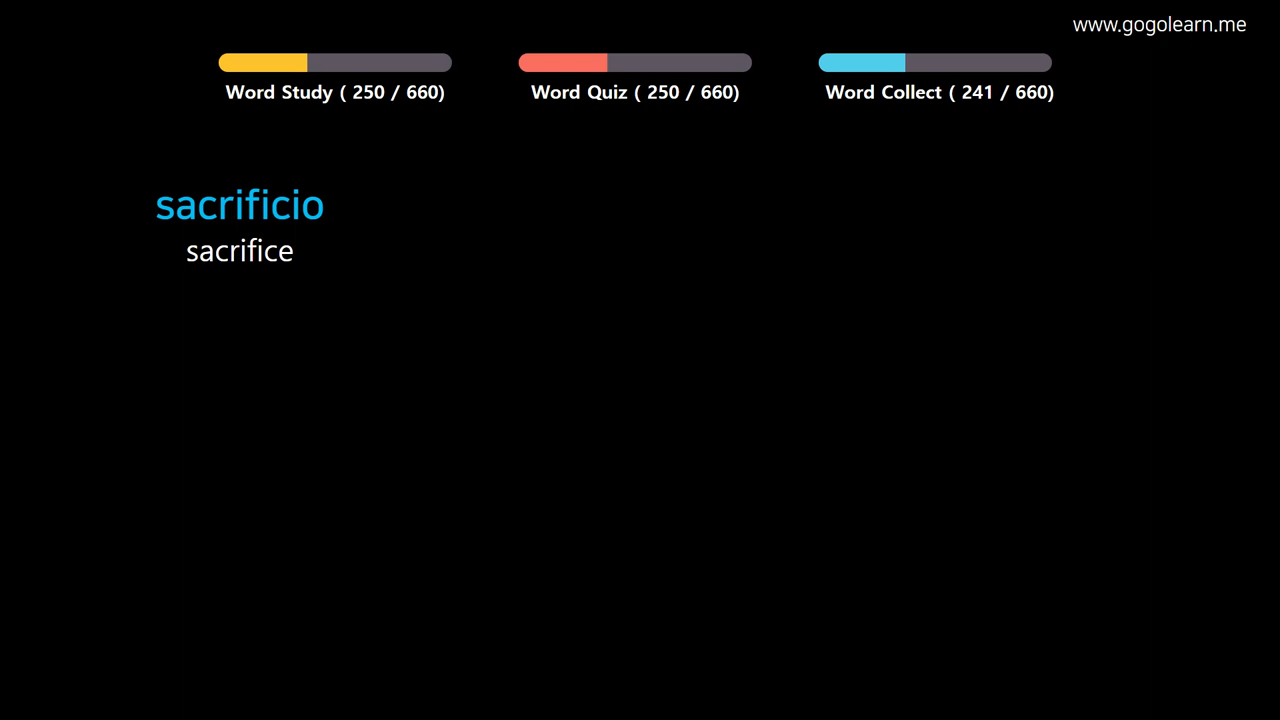 www.gogolearn.me
Word Study ( 250 / 660)
Word Quiz ( 250 / 660)
Word Collect ( 241 / 660)
sacrificio
sacrifice